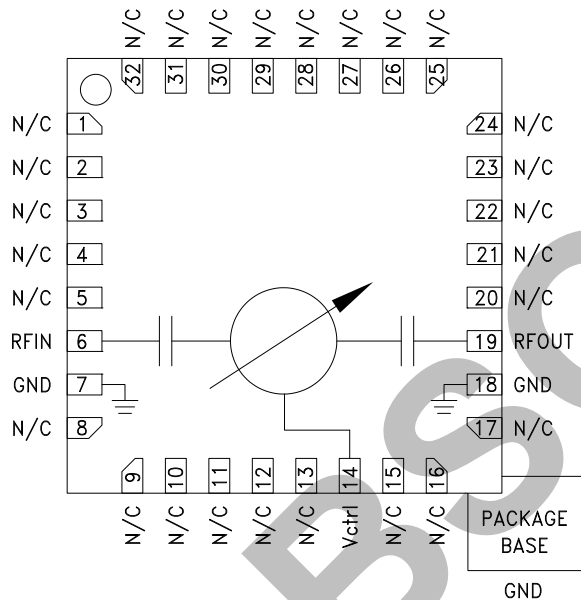 N/C N/C N/C N/C N/C N/C N/C N/C
32 31 30 29 28 27 26 25
N/C 1 24 N/C
N/C 2 23 N/C
N/C 3 22 N/C
N/C 4 21 N/C
N/C 5 20 N/C
RFIN 6 19 RFOUT
GND 7 18 GND
N/C 8 17 N/C
9 10 11 12 13 14 15 16
N/C N/C N/C N/C N/C Vctrl N/C N/C
PACKAGE
BASE
GND
BSO